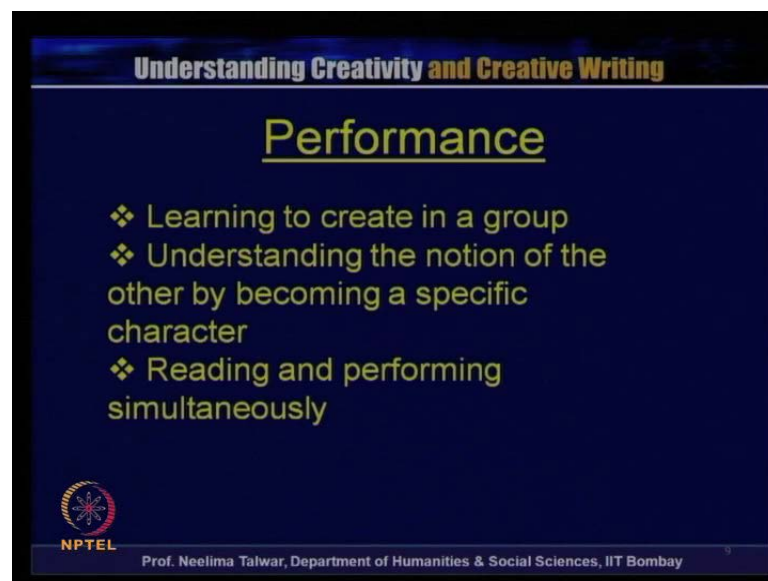 Understanding Creativity and Creative Writing
Performance
❖ Learning to create in a group
❖ Understanding the notion of the
other by becoming a specific
character
❖ Reading and performing
simultaneously
NPTEL
9
Prof. Neelima Talwar, Department of Humanities & Social Sciences, IIT Bombay